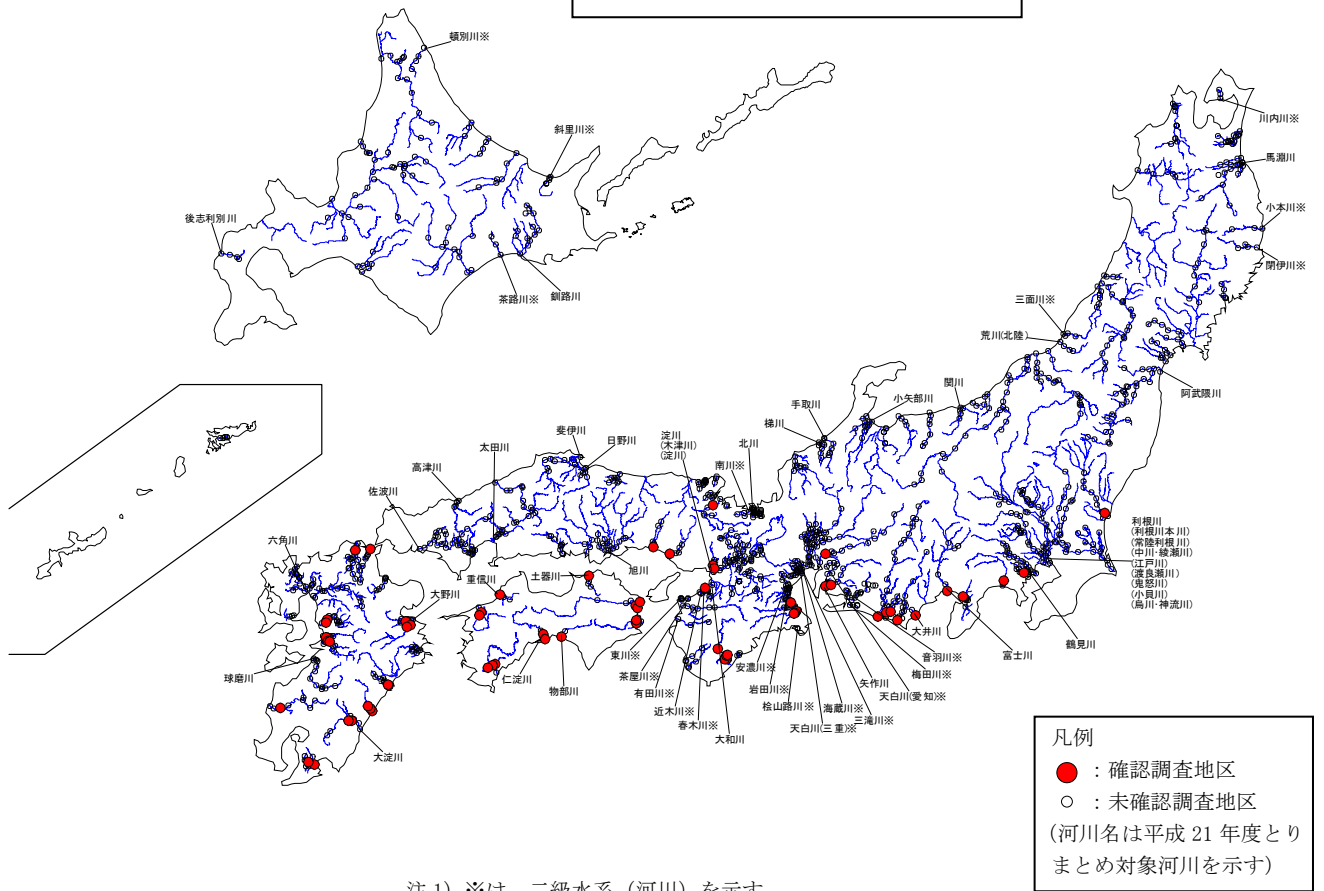 頓別川※
斜里川※
後志利別川
茶路川※
釧路川
川内川※
馬淵川
小本川※
閉伊川※
三面川※
荒川(北陸)
阿武隈川
関川
小矢部川
手取川
梯川
北川
南川※
淀川
(木津川)
(淀川)
日野川
斐伊川
太田川
高津川
佐波川
六角川
大野川
重信川
土器川
旭川
球磨川
大淀川
仁淀川
物部川
東川※
茶屋川※
有田川※
近木川※
春木川※
大和川
安濃川※
岩田川※
桧山路川※
天白川(三重)※
海蔵川※
三滝川※
矢作川
天白川(愛知)※
梅田川※
音羽川※
大井川
富士川
鶴見川
利根川
(利根川本川)
(常陸利根川)
(中川・綾瀬川)
(江戸川)
(渡良瀬川)
(鬼怒川)
(小貝川)
(烏川・神流川)
凡例
：確認調査地区
：未確認調査地区
(河川名は平成 21 年度とり
まとめ対象河川を示す)
注 1) ※は、二級水系（河川）を示す